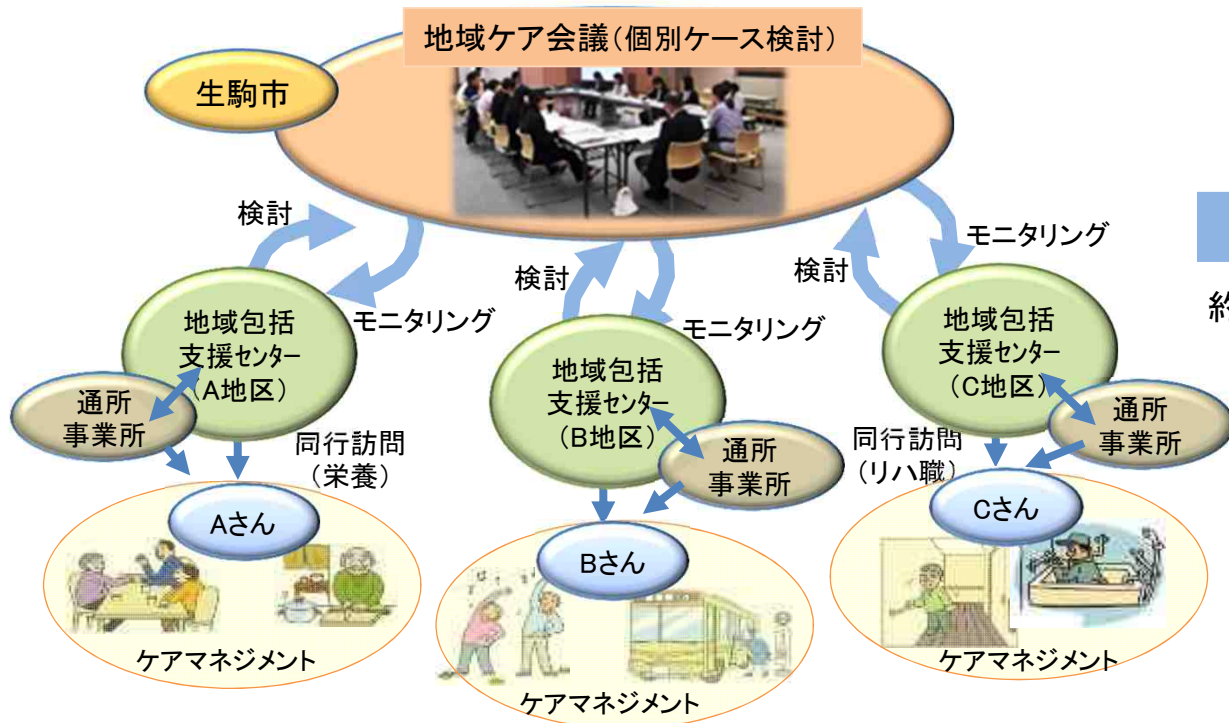 地域ケア会議(個別ケース検討)
生駒市
検討
モニタリング
検討
モニタリング
検討
モニタリング
地域包括
支援センター
(A地区)
通所
事業所
同行訪問
(栄養)
Aさん
ケアマネジメント
地域包括
支援センター
(B地区)
通所
事業所
Bさん
ケアマネジメント
地域包括
支援センター
(C地区)
通所
事業所
同行訪問
(リハ職)
Cさん
ケアマネジメント